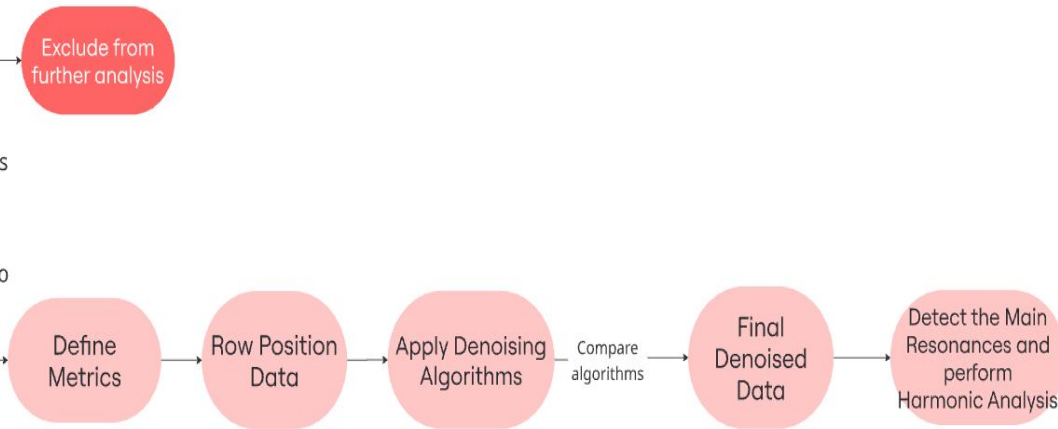 Exclude from
further analysis
s
o
Define
Metrics
Row Position
Data
Apply Denoising
Algorithms
Compare
algorithms
Final
Denoised
Data
Detect the Main
Resonances and
perform
Harmonic Analysis